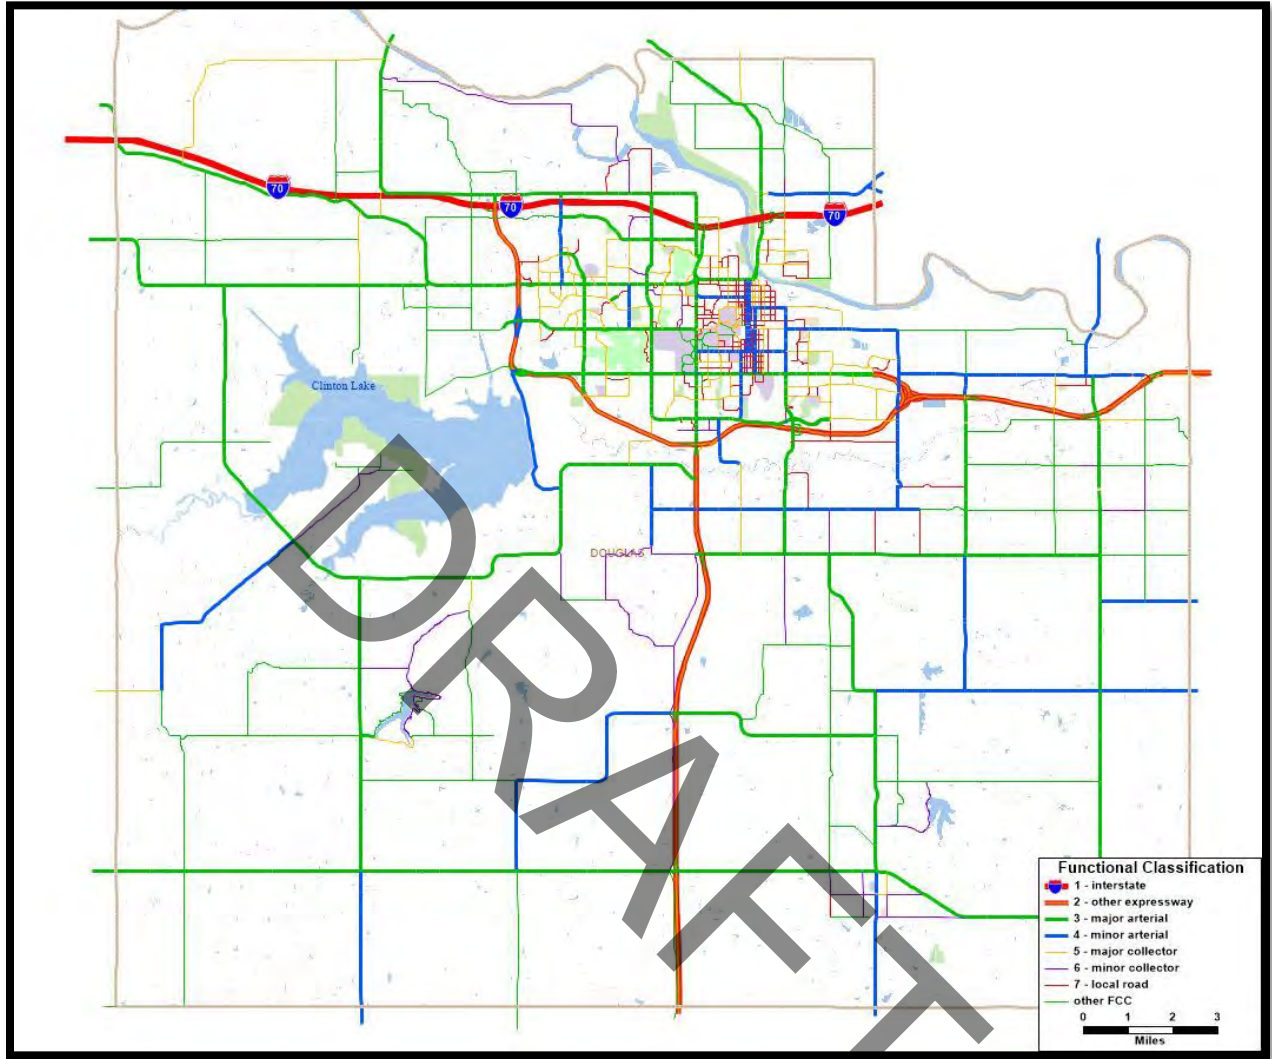 70
70
70
Clinton Lake
DOUGLAS
DRAFT
Functional Classification
1 - interstate
2 - other expressway
3 - major arterial
4 - minor arterial
5 - major collector
6 - minor collector
7 - local road
other FCC
0 1 2 3
Miles